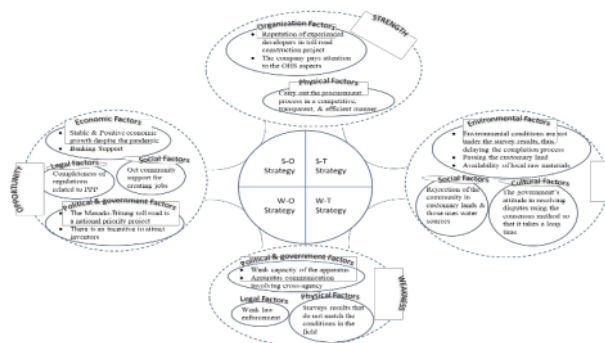 STRENGTH
Organization Factors
• Reputation of experienced
developers in toll road
construction project
• The company pays attention
to the OHS aspects
Physical Factors
Carry out the procurement
process in a competitive,
transparent, & efficient manner
OPPORTUNITY
Economic Factors
• Stable & Positive economic
growth despite the pandemic
• Banking Support
Legal Factors
Completeness of
regulations
related to PPP
Social Factors
Get community
support for
creating jobs
Political & government Factors
• The Manado-Bitung toll road is
a national priority project
• There is an incentive to attract
investors
S-O
Strategy
S-T
Strategy
W-O
Strategy
W-T
Strategy
Environmental Factors
• Environmental conditions are not
under the survey results, thus
delaying the completion process
• Passing the customary land
• Availability of local raw materials
Social Factors
Rejection of the
community in
customary lands &
those uses water
sources
Cultural Factors
The government's
attitude in resolving
disputes using the
consensus method so
that it takes a long
time
WEAKNESS
Political & government Factors
• Weak capacity of the apparatus
• Apparatus communication
involving cross-agency
Legal Factors
Weak law
enforcement
Physical Factors
Surveys results that
do not match the
conditions in the
field